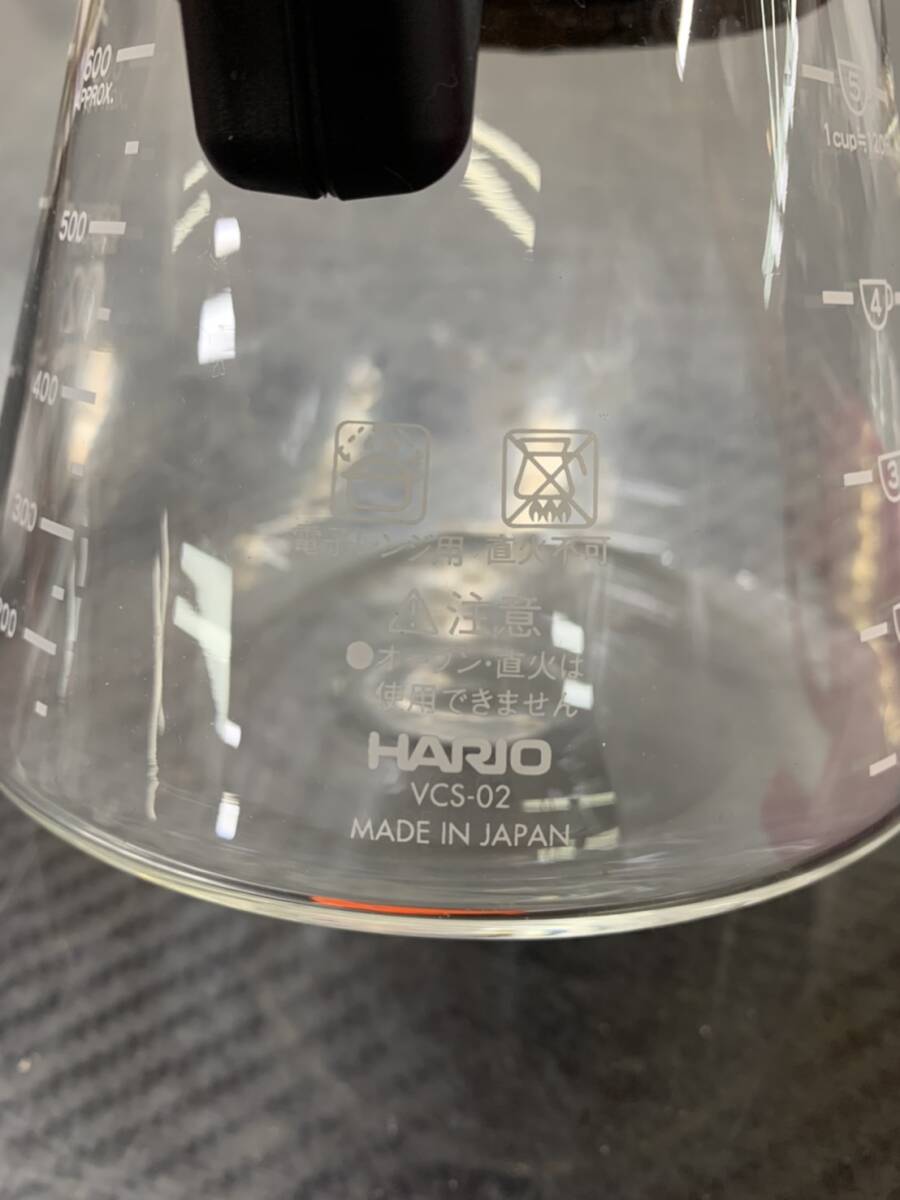 600
APPROX.
500
400
300
200
5
1cup=120
4
3
電子レンジ用 直火不可
注意
●オーブン・直火は
使用できません
HARIO
VCS-02
MADE IN JAPAN